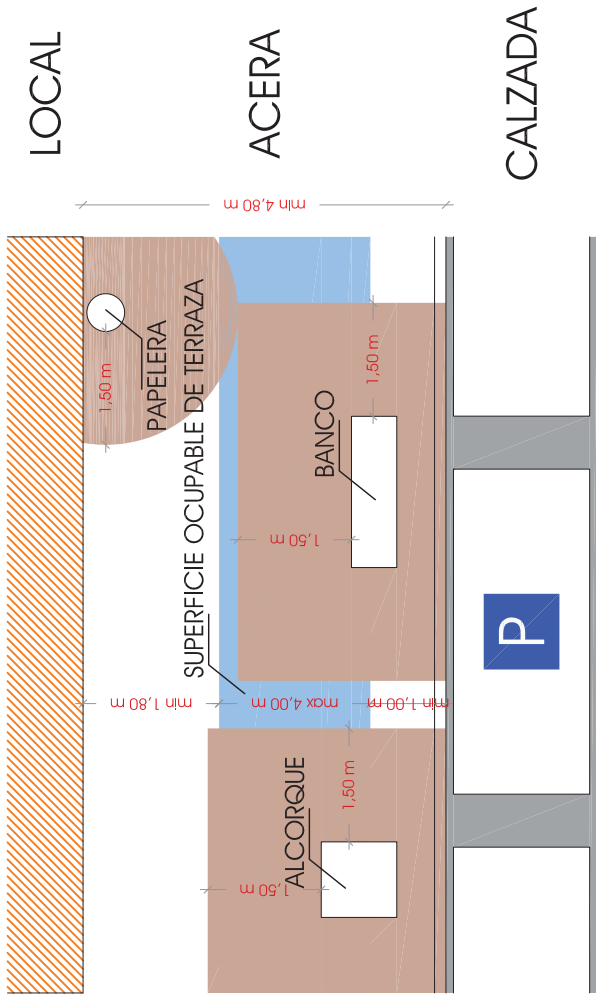 LOCAL
ACERA
CALZADA
min 4,80 m
PAPELERA
1,50 m
SUPERFICIE OCUPABLE DE TERRAZA
1,50 m
BANCO
1,50 m
P
min 1,80 m
max 4,00 m
min 1,00 m
1,50 m
ALCORQUE
1,50 m